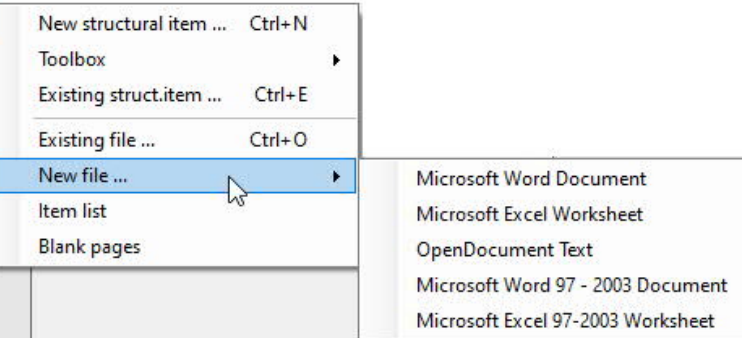 New structural item ... Ctrl+N
Toolbox
Existing struct.item ... Ctrl+E
Existing file ... Ctrl+O
New file ...
Item list
Blank pages
Microsoft Word Document
Microsoft Excel Worksheet
OpenDocument Text
Microsoft Word 97 - 2003 Document
Microsoft Excel 97-2003 Worksheet